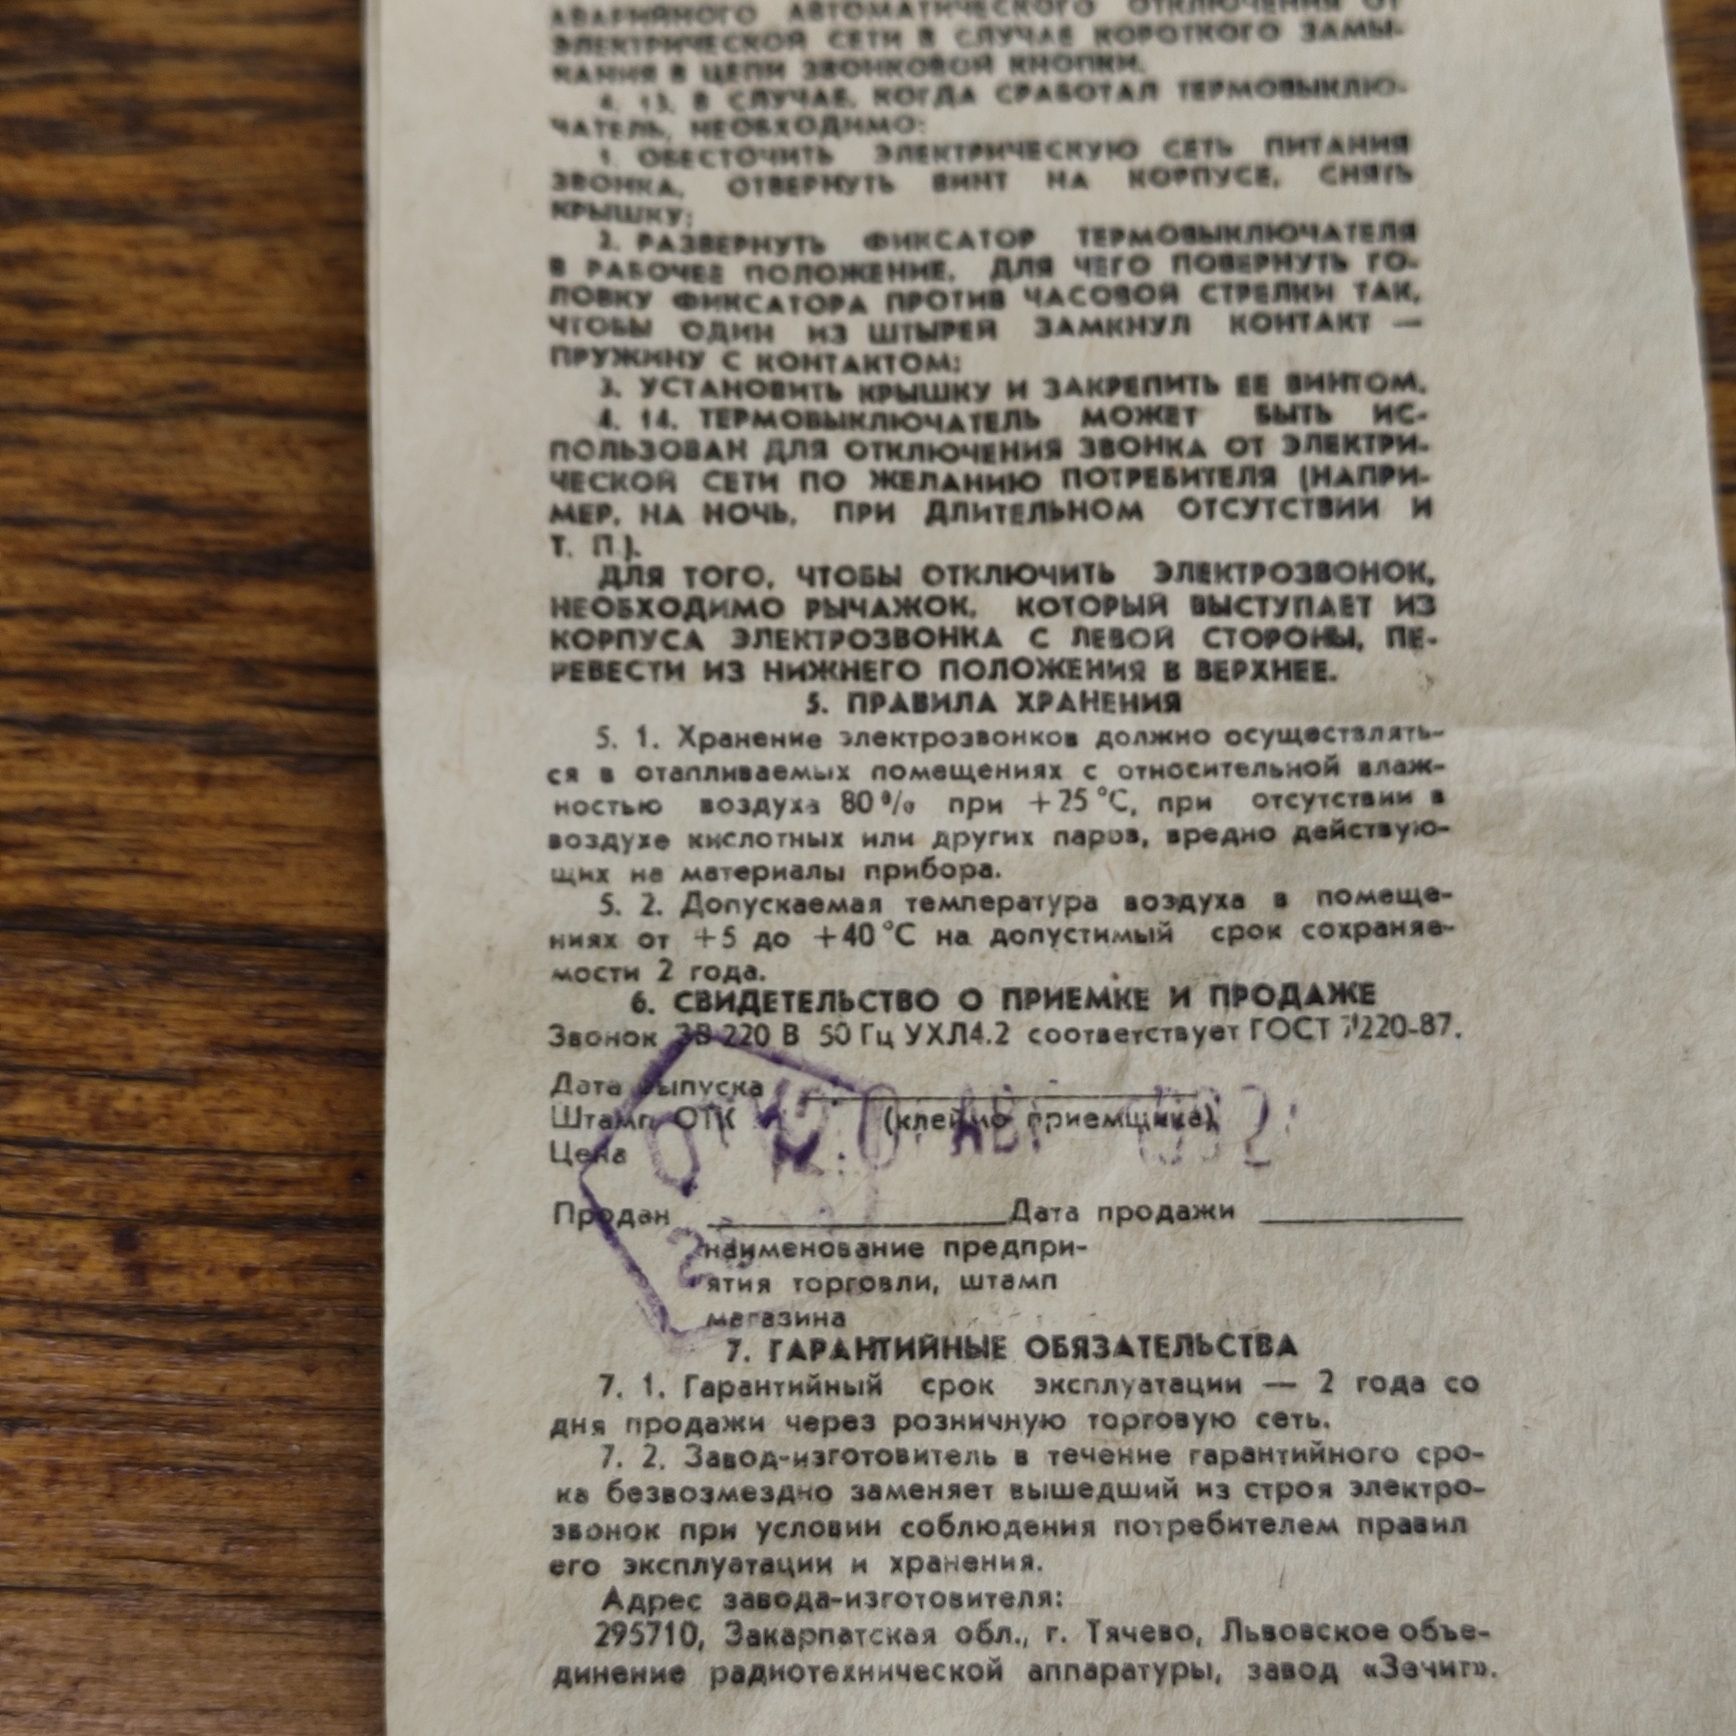 АВАРИЙНОГО АВТОМАТИЧЕСКОГО ОТКЛЮЧЕНИЯ ОТ
ЭЛЕКТРИЧЕСКОЙ СЕТИ В СЛУЧАЕ КОРОТКОГО ЗАМЫ-
КАНИЯ В ЦЕПИ ЗВОНКОВОЙ КНОПКИ.
4. 13. В СЛУЧАЕ, КОГДА СРАБОТАЛ ТЕРМОВЫКЛЮ-
ЧАТЕЛЬ, НЕОБХОДИМО:
1. ОБЕСТОЧИТЬ ЭЛЕКТРИЧЕСКУЮ СЕТЬ ПИТАНИЯ
ЗВОНКА, ОТВЕРНУТЬ ВИНТ НА КОРПУСЕ, СНЯТЬ
КРЫШКУ;
2. РАЗВЕРНУТЬ ФИКСАТОР ТЕРМОВЫКЛЮЧАТЕЛЯ
В РАБОЧЕЕ ПОЛОЖЕНИЕ, ДЛЯ ЧЕГО ПОВЕРНУТЬ ГО-
ЛОВКУ ФИКСАТОРА ПРОТИВ ЧАСОВОЙ СТРЕЛКИ ТАК,
ЧТОБЫ ОДИН ИЗ ШТЫРЕЙ ЗАМКНУЛ КОНТАКТ —
ПРУЖИНУ С КОНТАКТОМ;
3. УСТАНОВИТЬ КРЫШКУ И ЗАКРЕПИТЬ ЕЕ ВИНТОМ.
4. 14. ТЕРМОВЫКЛЮЧАТЕЛЬ МОЖЕТ БЫТЬ ИС-
ПОЛЬЗОВАН ДЛЯ ОТКЛЮЧЕНИЯ ЗВОНКА ОТ ЭЛЕКТРИ-
ЧЕСКОЙ СЕТИ ПО ЖЕЛАНИЮ ПОТРЕБИТЕЛЯ (НАПРИ-
МЕР, НА НОЧЬ, ПРИ ДЛИТЕЛЬНОМ ОТСУТСТВИИ И
Т. П.).
ДЛЯ ТОГО, ЧТОБЫ ОТКЛЮЧИТЬ ЭЛЕКТРОЗВОНОК,
НЕОБХОДИМО РЫЧАЖОК, КОТОРЫЙ ВЫСТУПАЕТ ИЗ
КОРПУСА ЭЛЕКТРОЗВОНКА С ЛЕВОЙ СТОРОНЫ, ПЕ-
РЕВЕСТИ ИЗ НИЖНЕГО ПОЛОЖЕНИЯ В ВЕРХНЕЕ.
5. ПРАВИЛА ХРАНЕНИЯ
5. 1. Хранение электрозвонков должно осуществлять-
ся в отапливаемых помещениях с относительной влаж-
ностью воздуха 80% при +25°С, при отсутствии в
воздухе кислотных или других паров, вредно действую-
щих на материалы прибора.
5. 2. Допускаемая температура воздуха в помеще-
ниях от +5 до +40°С на допустимый срок сохраняе-
мости 2 года.
6. СВИДЕТЕЛЬСТВО О ПРИЕМКЕ И ПРОДАЖЕ
Звонок ЗВ 220 В 50 Гц УХЛ4.2 соответствует ГОСТ 7220-87.
Дата выпуска
Штамп ОТК (клеймо приемщика)
Цена
Продан Дата продажи
наименование предпри-
ятия торговли, штамп
магазина
7. ГАРАНТИЙНЫЕ ОБЯЗАТЕЛЬСТВА
7. 1. Гарантийный срок эксплуатации — 2 года со
дня продажи через розничную торговую сеть.
7. 2. Завод-изготовитель в течение гарантийного сро-
ка безвозмездно заменяет вышедший из строя электро-
звонок при условии соблюдения потребителем правил
его эксплуатации и хранения.
Адрес завода-изготовителя:
295710, Закарпатская обл., г. Тячево, Львовское объе-
динение радиотехнической аппаратуры, завод «Зенит».